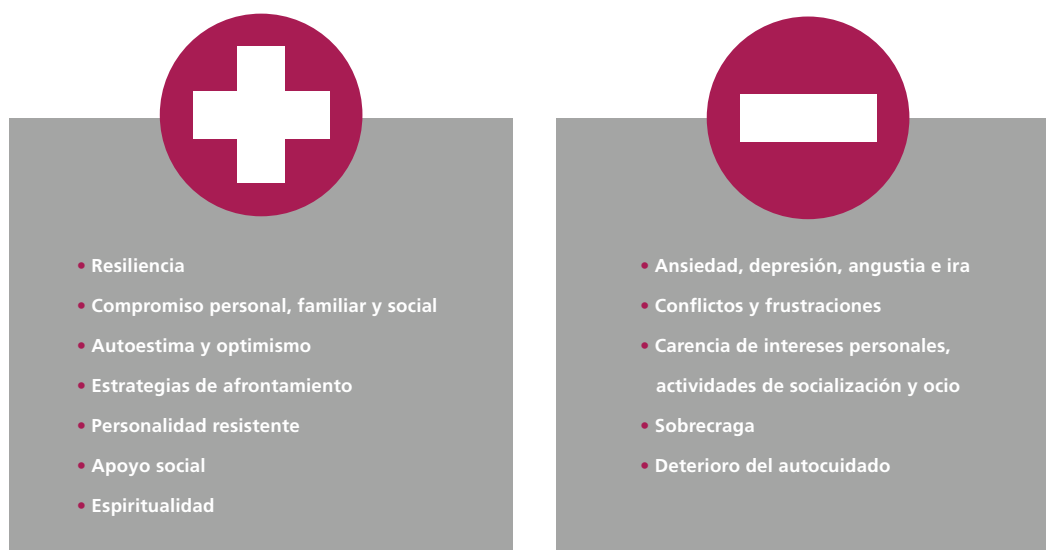 • Resiliencia
• Compromiso personal, familiar y social
• Autoestima y optimismo
• Estrategias de afrontamiento
• Personalidad resistente
• Apoyo social
• Espiritualidad
• Ansiedad, depresión, angustia e ira
• Conflictos y frustraciones
• Carencia de intereses personales,
actividades de socialización y ocio
• Sobrecraga
• Deterioro del autocuidado